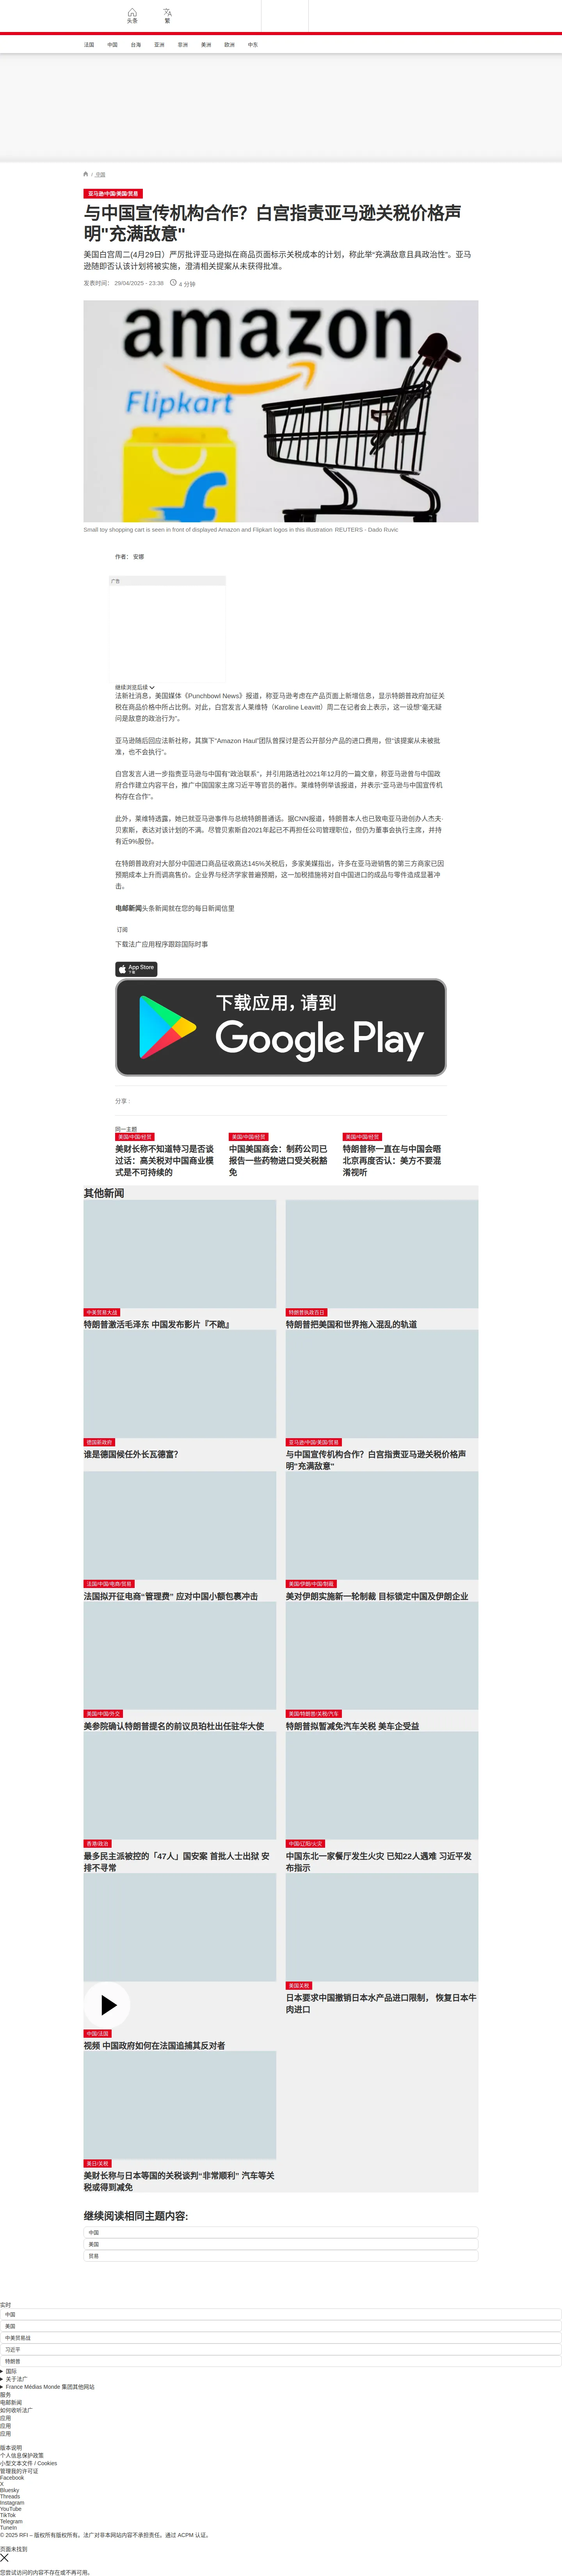 头条
繁
法国
中国
台海
亚洲
非洲
美洲
欧洲
中东
/ 中国
亚马逊/中国/美国/贸易
与中国宣传机构合作？白宫指责亚马逊关税价格声
明"充满敌意"
美国白宫周二(4月29日）严厉批评亚马逊拟在商品页面标示关税成本的计划，称此举“充满敌意且具政治性”。亚马
逊随即否认该计划将被实施，澄清相关提案从未获得批准。
发表时间： 29/04/2025 - 23:38
4 分钟
amazon
Flipkart
Small toy shopping cart is seen in front of displayed Amazon and Flipkart logos in this illustration REUTERS - Dado Ruvic
作者： 安娜
广告
继续浏览后续
法新社消息，美国媒体《Punchbowl News》报道，称亚马逊考虑在产品页面上新增信息，显示特朗普政府加征关
税在商品价格中所占比例。对此，白宫发言人莱维特（Karoline Leavitt）周二在记者会上表示，这一设想“毫无疑
问是敌意的政治行为”。
亚马逊随后回应法新社称，其旗下“Amazon Haul”团队曾探讨是否公开部分产品的进口费用，但“该提案从未被批
准，也不会执行”。
白宫发言人进一步指责亚马逊与中国有“政治联系”，并引用路透社2021年12月的一篇文章，称亚马逊曾与中国政
府合作建立内容平台，推广中国国家主席习近平等官员的著作。莱维特例举该报道，并表示“亚马逊与中国宣传机
构存在合作”。
此外，莱维特透露，她已就亚马逊事件与总统特朗普通话。据CNN报道，特朗普本人也已致电亚马逊创办人杰夫·
贝索斯，表达对该计划的不满。尽管贝索斯自2021年起已不再担任公司管理职位，但仍为董事会执行主席，并持
有近9%股份。
在特朗普政府对大部分中国进口商品征收高达145%关税后，多家美媒指出，许多在亚马逊销售的第三方商家已因
预期成本上升而调高售价。企业界与经济学家普遍预期，这一加税措施将对自中国进口的成品与零件造成显著冲
击。
电邮新闻头条新闻就在您的每日新闻信里
订阅
下载法广应用程序跟踪国际时事
App Store
下载
下载应用，请到
Google Play
分享 :
同一主题
美国/中国/经贸
美财长称不知道特习是否谈
过话；高关税对中国商业模
式是不可持续的
美国/中国/经贸
中国美国商会：制药公司已
报告一些药物进口受关税豁
免
美国/中国/经贸
特朗普称一直在与中国会晤
北京再度否认：美方不要混
淆视听
其他新闻
中美贸易大战
特朗普激活毛泽东 中国发布影片『不跪』
特朗普执政百日
特朗普把美国和世界拖入混乱的轨道
德国新政府
谁是德国候任外长瓦德富？
亚马逊/中国/美国/贸易
与中国宣传机构合作？白宫指责亚马逊关税价格声
明"充满敌意"
法国/中国/电商/贸易
法国拟开征电商“管理费” 应对中国小额包裹冲击
美国/伊朗/中国/制裁
美对伊朗实施新一轮制裁 目标锁定中国及伊朗企业
美国/中国/外交
美参院确认特朗普提名的前议员珀杜出任驻华大使
美国/特朗普/关税/汽车
特朗普拟暂减免汽车关税 美车企受益
香港/政治
最多民主派被控的「47人」国安案 首批人士出狱 安
排不寻常
中国/辽阳/火灾
中国东北一家餐厅发生火灾 已知22人遇难 习近平发
布指示
中国/法国
视频 中国政府如何在法国追捕其反对者
美国关税
日本要求中国撤销日本水产品进口限制， 恢复日本牛
肉进口
美日/关税
美财长称与日本等国的关税谈判“非常顺利” 汽车等关
税或得到减免
继续阅读相同主题内容:
中国
美国
贸易
实时
中国
美国
中美贸易战
习近平
特朗普
国际
关于法广
France Médias Monde 集团其他网站
服务
电邮新闻
如何收听法广
应用
应用
应用
版本说明
个人信息保护政策
小型文本文件 / Cookies
管理我的许可证
Facebook
X
Bluesky
Threads
Instagram
YouTube
TikTok
Telegram
TuneIn
© 2025 RFI – 版权所有版权所有。法广对非本网站内容不承担责任。通过 ACPM 认证。
页面未找到
您尝试访问的内容不存在或不再可用。